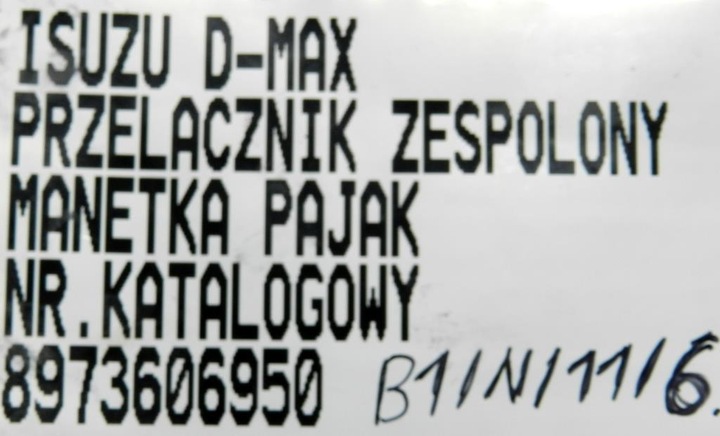 ISUZU D-MAX
PRZELACZNIK ZESPOLONY
MANETKA PAJAK
NR.KATALOGOWY
8973606950 B1/N/11/6.